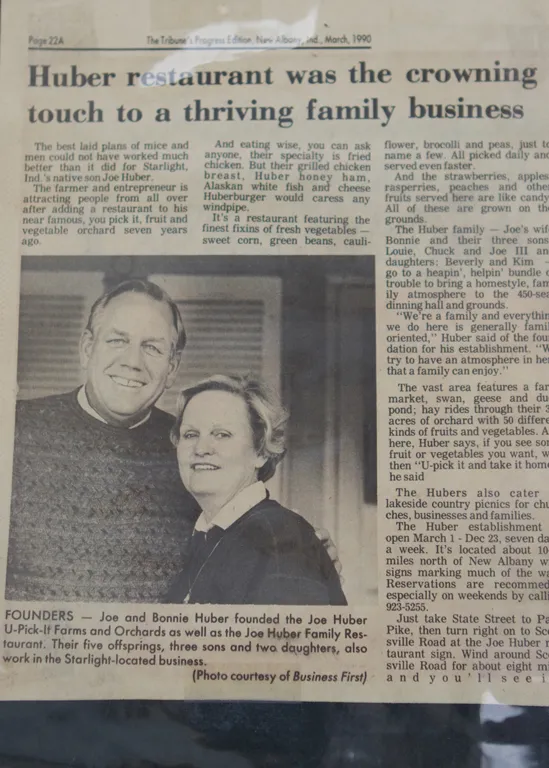 Page 22A
The Tribune's Progress Edition, New Albany, Ind., March, 1990
Huber restaurant was the crowning
touch to a thriving family business
The best laid plans of mice and
men could not have worked much
better than it did for Starlight,
Ind.'s native son Joe Huber.
The farmer and entrepreneur is
attracting people from all over
after adding a restaurant to his
near famous, you pick it, fruit and
vegetable orchard seven years
ago.
And eating wise, you can ask
anyone, their specialty is fried
chicken. But their grilled chicken
breast, Huber honey ham,
Alaskan white fish and cheese
Huberburger would caress any
windpipe.
It's a restaurant featuring the
finest fixins of fresh vegetables —
sweet corn, green beans, cauli-
flower, brocolli and peas, just to
name a few. All picked daily and
served even faster.
And the strawberries, apples
rasperries, peaches and other
fruits served here are like candy
All of these are grown on the
grounds.
The Huber family — Joe's wife
Bonnie and their three sons
Louie, Chuck and Joe III an
daughters; Beverly and Kim
go to a heapin', helpin' bundle
trouble to bring a homestyle, fam
ily atmosphere to the 450-sea
dinning hall and grounds.
"We're a family and everythin
we do here is generally famil
oriented," Huber said of the foun
dation for his establishment. "W
try to have an atmosphere in he
that a family can enjoy."
The vast area features a far
market, swan, geese and du
pond; hay rides through their
acres of orchard with 50 differe
kinds of fruits and vegetables. A
here, Huber says, if you see som
fruit or vegetables you want, w
then "U-pick it and take it home
he said
The Hubers also cater
lakeside country picnics for chu
ches, businesses and families.
The Huber establishment
open March 1 - Dec 23, seven da
a week. It's located about 10
miles north of New Albany w
signs marking much of the wa
Reservations are recommend
especially on weekends by calli
923-5255.
Just take State Street to Pa
Pike, then turn right on to Sc
sville Road at the Joe Huber r
taurant sign. Wind around Sc
sville Road for about eight m
and you'll see i
FOUNDERS — Joe and Bonnie Huber founded the Joe Huber
U-Pick-It Farms and Orchards as well as the Joe Huber Family Res-
taurant. Their five offsprings, three sons and two daughters, also
work in the Starlight-located business.
(Photo courtesy of Business First)